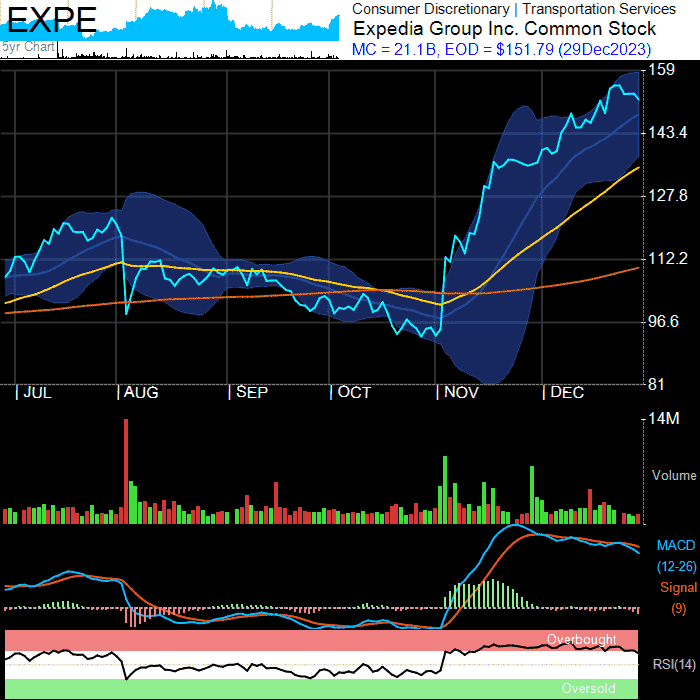 EXPE
5yr Chart
Consumer Discretionary | Transportation Services
Expedia Group Inc. Common Stock
MC = 21.1B, EOD = $151.79 (29Dec2023)
159
143.4
127.8
112.2
96.6
81
JUL
AUG
SEP
OCT
NOV
DEC
14M
Volume
MACD
(12-26)
Signal
(9)
Overbought
RSI(14)
Oversold